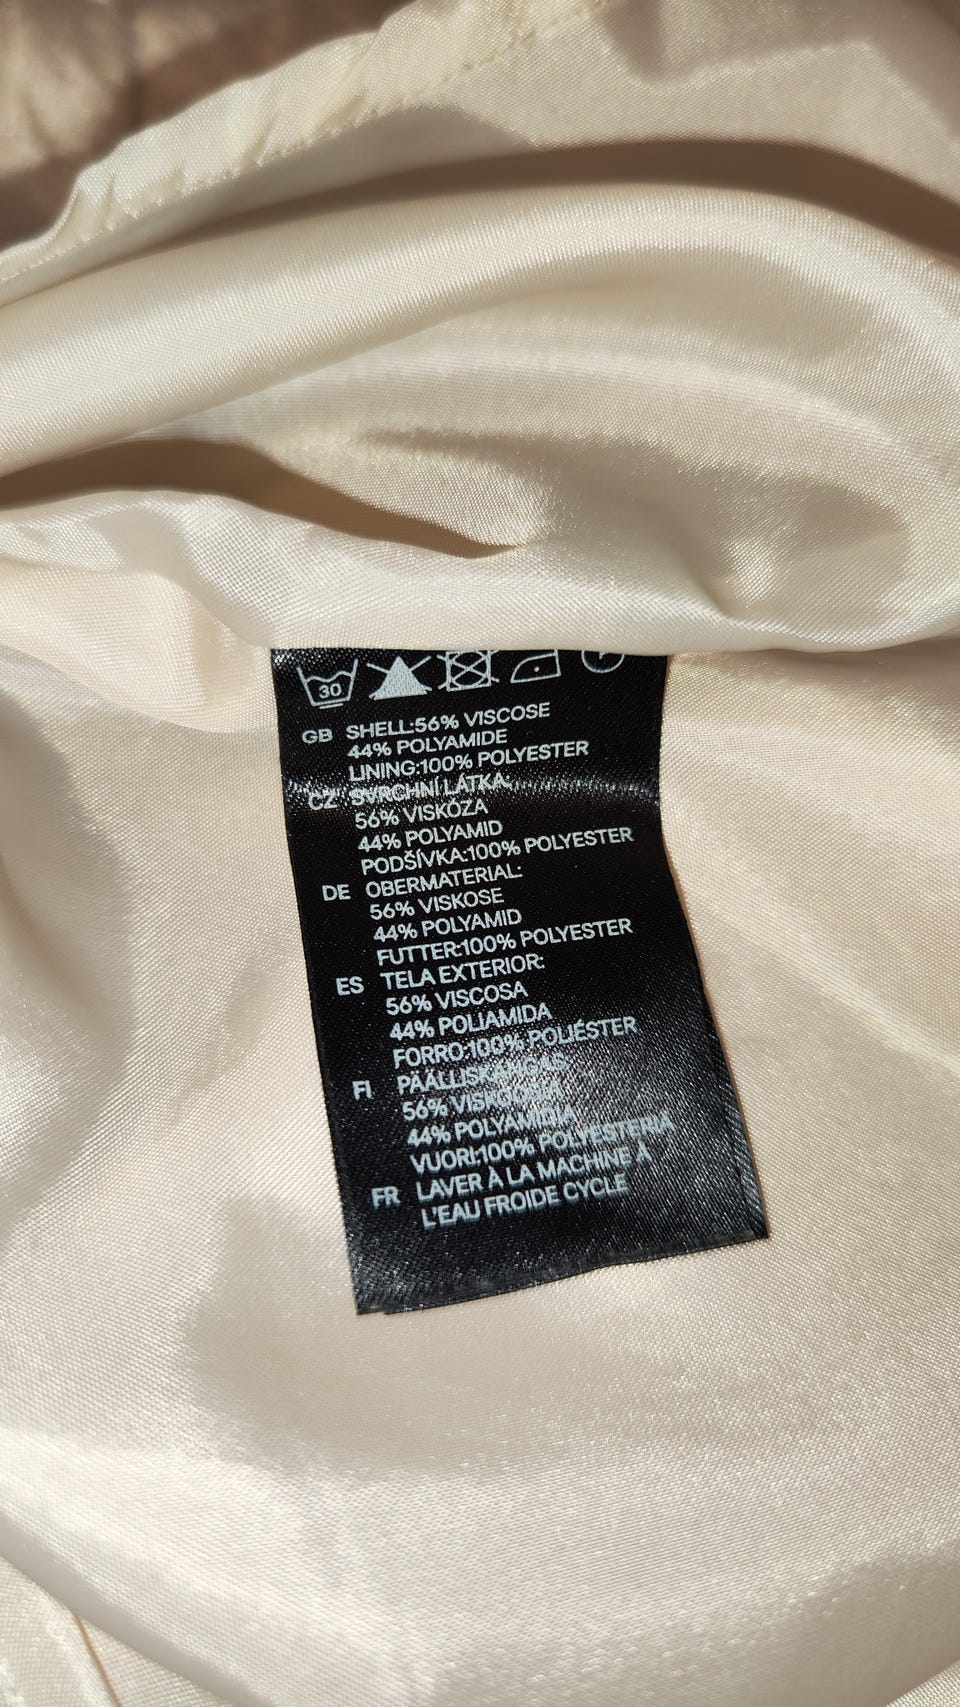 30
GB SHELL:56% VISCOSE
44% POLYAMIDE
LINING:100% POLYESTER
CZ SVRCHNÍ LÁTKA:
56% VISKÓZA
44% POLYAMID
PODŠÍVKA:100% POLYESTER
DE OBERMATERIAL:
56% VISKOSE
44% POLYAMID
FUTTER:100% POLYESTER
ES TELA EXTERIOR:
56% VISCOSA
44% POLIAMIDA
FORRO:100% POLIÉSTER
FI PÄÄLLISKANGAS
56% VISKOOSIA
44% POLYAMIDIA
VUORI:100% POLYESTERIA
FR LAVER À LA MACHINE À
L'EAU FROIDE CYCLE